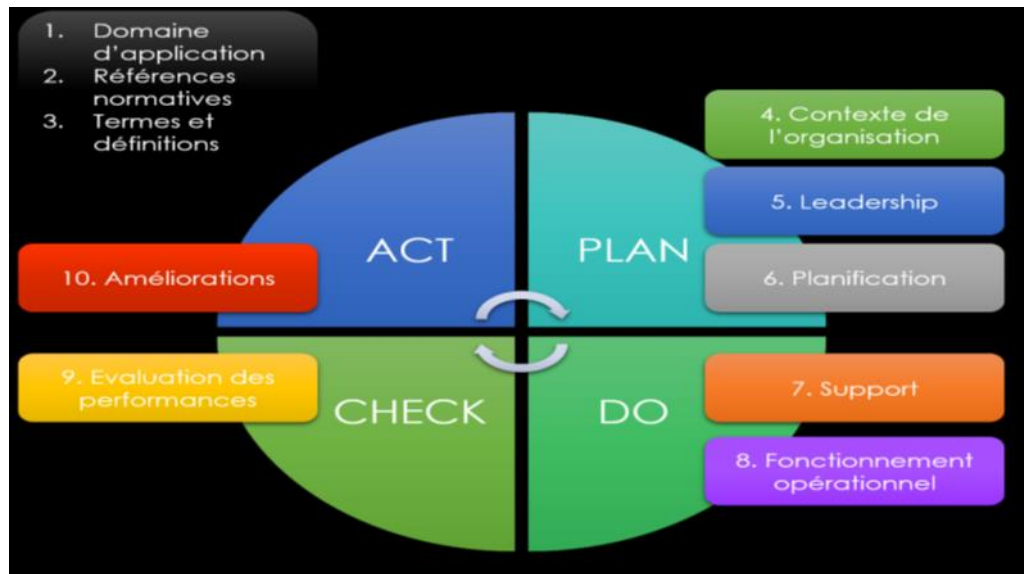 1. Domaine
d'application
2. Références
normatives
3. Termes et
définitions
4. Contexte de
l'organisation
5. Leadership
ACT
PLAN
10. Améliorations
6. Planification
9. Evaluation des
performances
7. Support
CHECK
DO
8. Fonctionnement
opérationnel